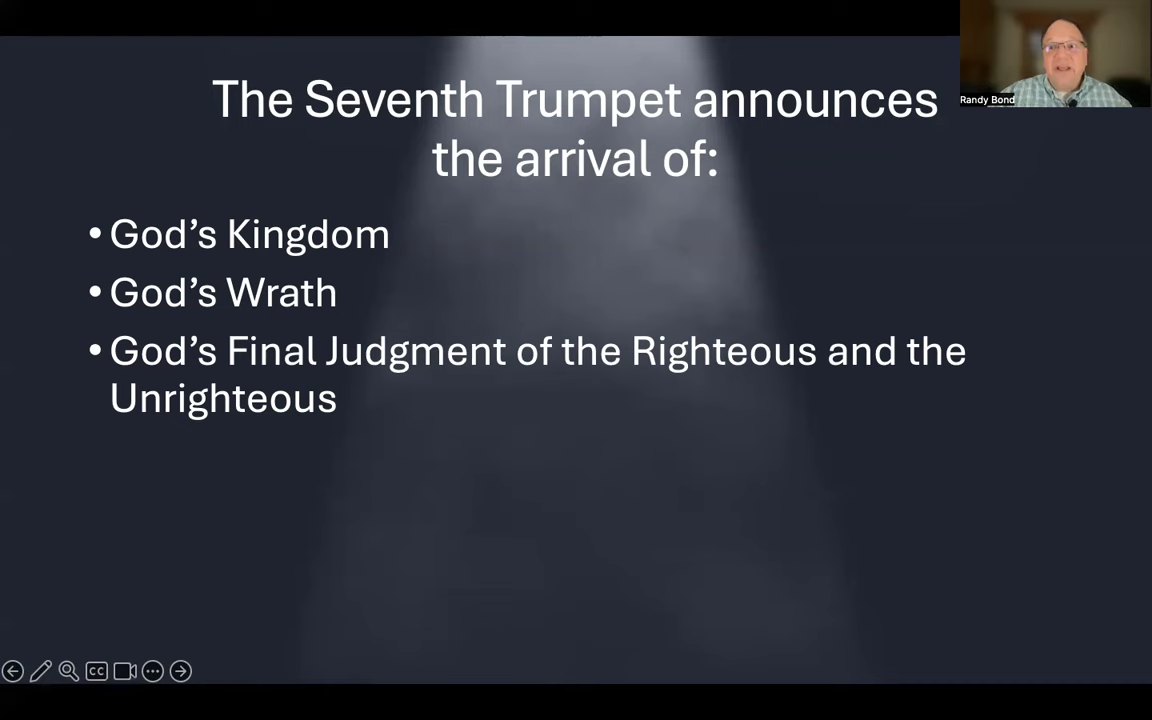 The Seventh Trumpet announces
the arrival of:
• God’s Kingdom
• God’s Wrath
• God’s Final Judgment of the Righteous and the
Unrighteous
Randy Bond
CC